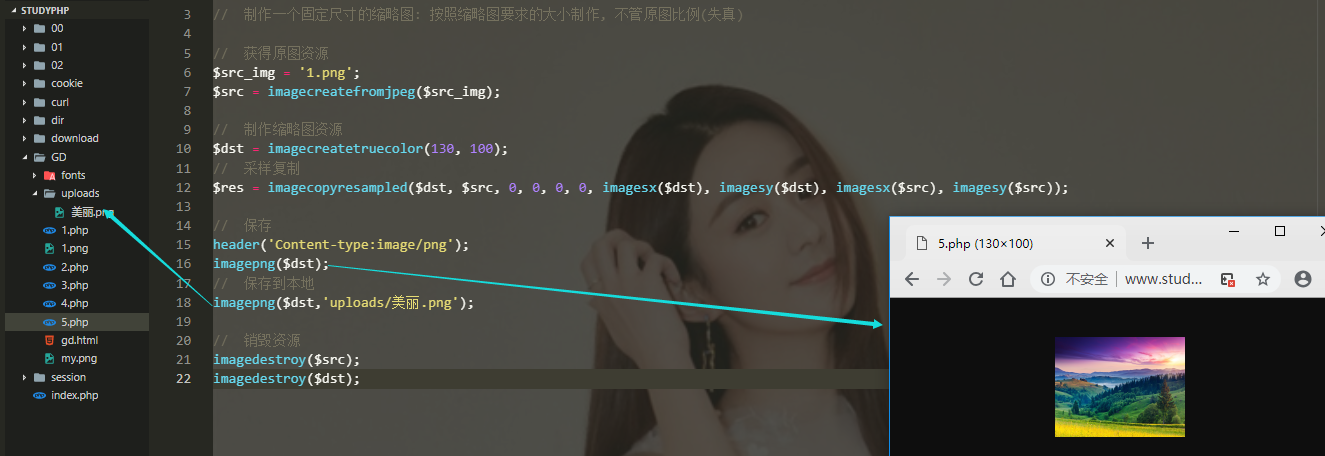 STUDYPHP
00
01
02
cookie
curl
dir
download
GD
fonts
uploads
美丽.png
1.php
1.png
2.php
3.php
4.php
5.php
gd.html
my.png
session
index.php
3 // 制作一个固定尺寸的缩略图: 按照缩略图要求的大小制作, 不管原图比例(失真)
4
5 // 获得原图资源
6 $src_img = '1.png';
7 $src = imagecreatefromjpeg($src_img);
8
9 // 制作缩略图资源
10 $dst = imagecreatetruecolor(130, 100);
11 // 采样复制
12 $res = imagecopyresampled($dst, $src, 0, 0, 0, 0, imagesx($dst), imagesy($dst), imagesx($src), imagesy($src));
13
14 // 保存
15 header('Content-type:image/png');
16 imagepng($dst);
17 // 保存到本地
18 imagepng($dst,'uploads/美丽.png');
19
20 // 销毁资源
21 imagedestroy($src);
22 imagedestroy($dst);
5.php (130×100)
不安全 www.stud...